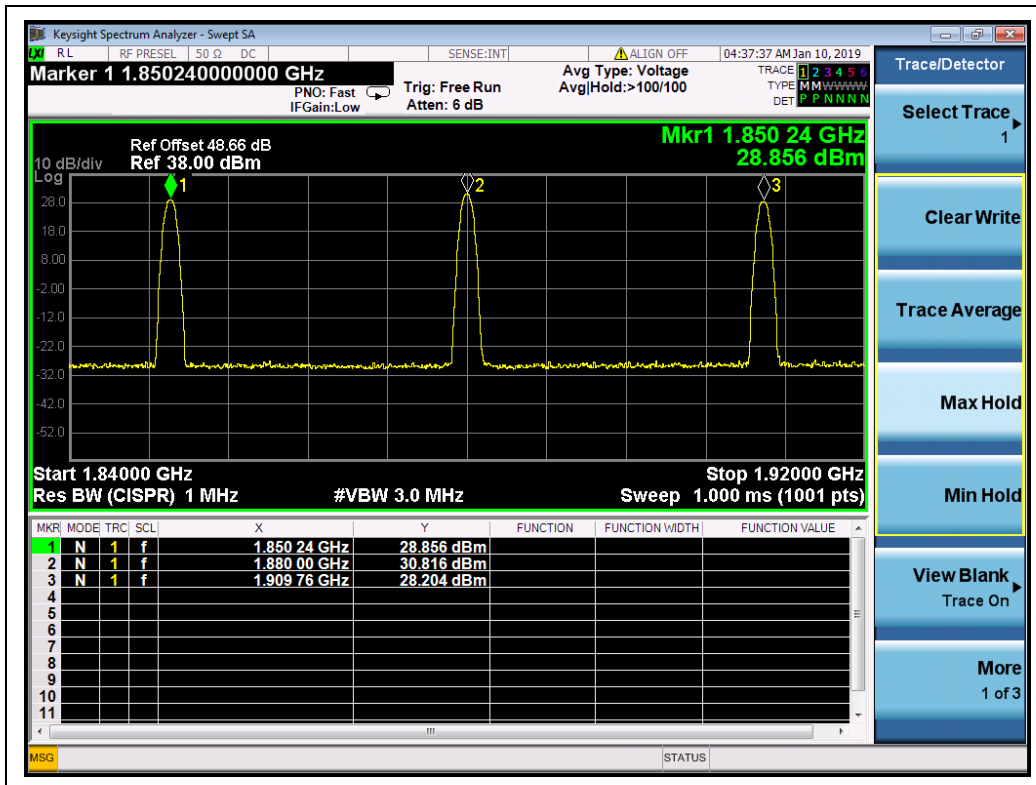 Keysight Spectrum Analyzer - Swept SA
LXI RL RF PRESEL 50 Ω DC SENSE:INT ALIGN OFF 04:37:37 AM Jan 10, 2019
Marker 1 1.850240000000 GHz
PNO: Fast
IFGain:Low
Trig: Free Run
Atten: 6 dB
Avg Type: Voltage
Avg|Hold:>100/100
TRACE 1 2 3 4 5 6
TYPE MMWWWW
DET P P N N N N
Trace/Detector
Select Trace
1
Clear Write
Trace Average
Max Hold
Min Hold
View Blank
Trace On
More
1 of 3
Mkr1 1.850 24 GHz
28.856 dBm
Ref Offset 48.66 dB
10 dB/div Ref 38.00 dBm
Log
1 2 3
28.0
18.0
8.00
-2.00
-12.0
-22.0
-32.0
-42.0
-52.0
Start 1.84000 GHz Stop 1.92000 GHz
Res BW (CISPR) 1 MHz #VBW 3.0 MHz Sweep 1.000 ms (1001 pts)
MKR MODE TRC SCL X Y FUNCTION FUNCTION WIDTH FUNCTION VALUE
1 N 1 f 1.850 24 GHz 28.856 dBm
2 N 1 f 1.880 00 GHz 30.816 dBm
3 N 1 f 1.909 76 GHz 28.204 dBm
4
5
6
7
8
9
10
11
MSG STATUS